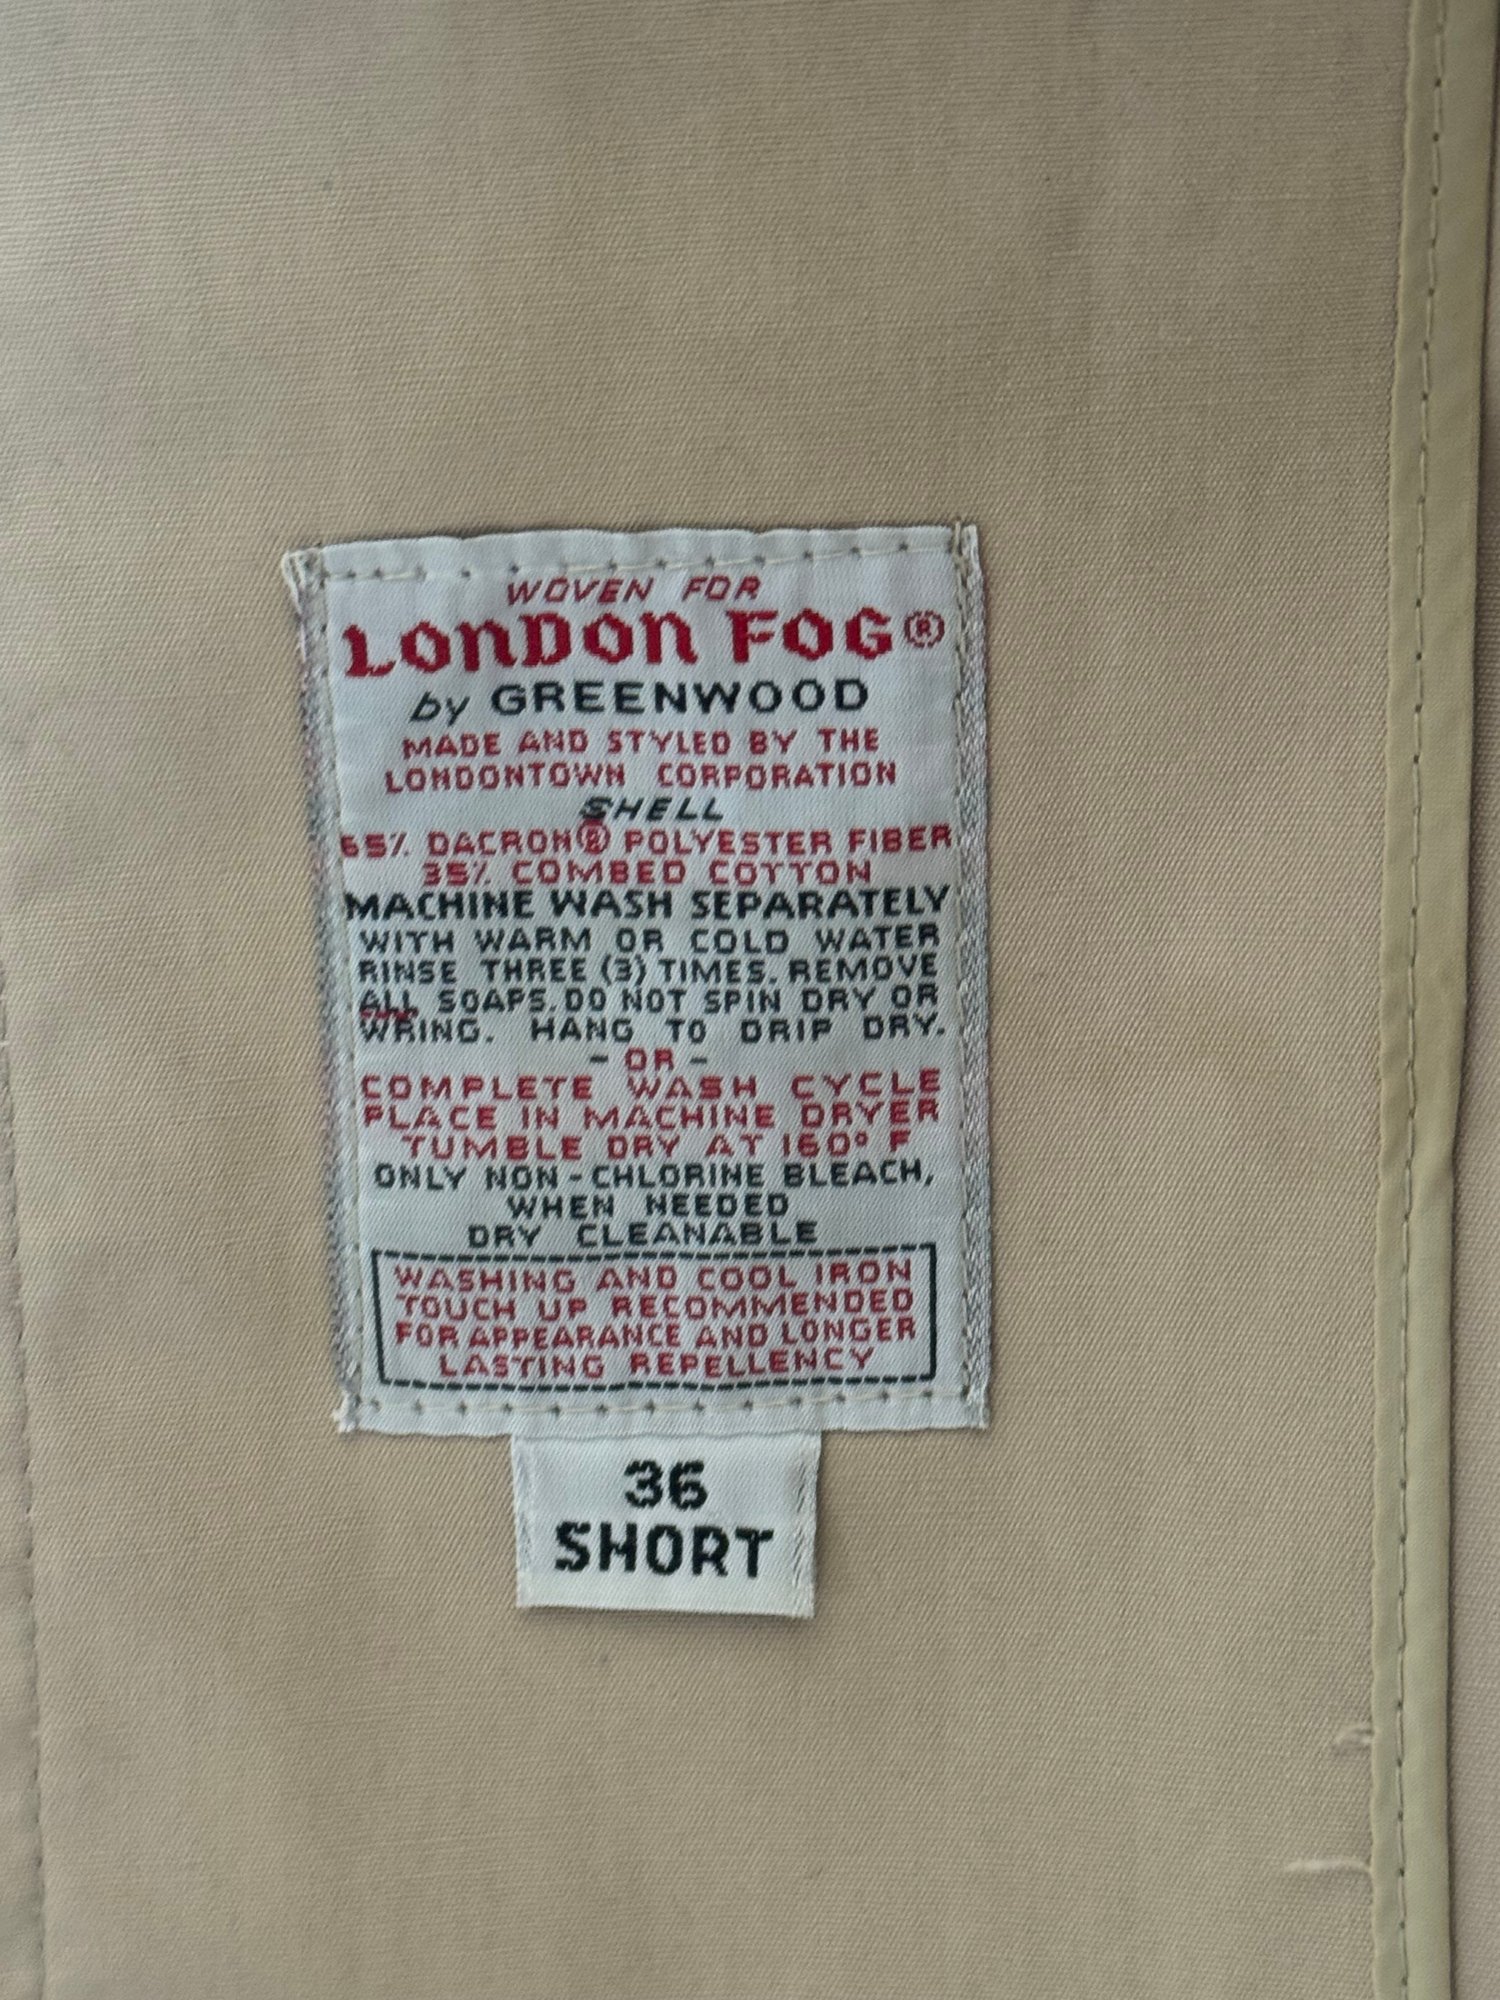 WOVEN FOR
LONDON FOG®
by GREENWOOD
MADE AND STYLED BY THE
LONDONTOWN CORPORATION
SHELL
65% DACRON® POLYESTER FIBER
35% COMBED COTTON
MACHINE WASH SEPARATELY
WITH WARM OR COLD WATER
RINSE THREE (3) TIMES. REMOVE
ALL SOAPS. DO NOT SPIN DRY OR
WRING. HANG TO DRIP DRY.
- OR -
COMPLETE WASH CYCLE
PLACE IN MACHINE DRYER
TUMBLE DRY AT 160° F
ONLY NON-CHLORINE BLEACH,
WHEN NEEDED
DRY CLEANABLE
WASHING AND COOL IRON
TOUCH UP RECOMMENDED
FOR APPEARANCE AND LONGER
LASTING REPELLENCY
36
SHORT